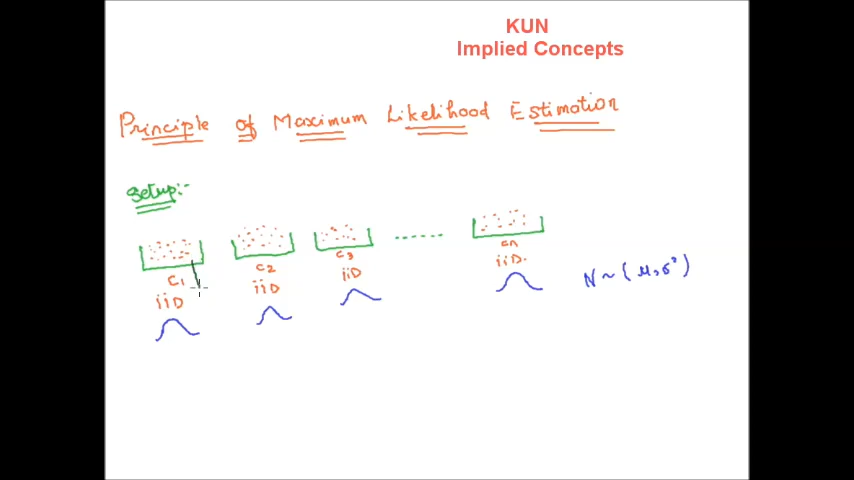 KUN
Implied Concepts
Principle of Maximum Likelihood Estimation
Setup:-
C1 C2 C3 ........ Cn
iiD iiD iiD iiD.
N ~ (μ, σ²)